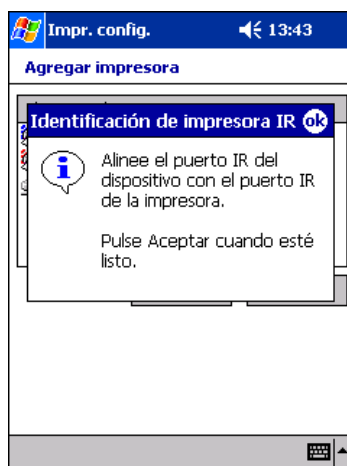 Impr. config.
13:43
Agregar impresora
Identificación de impresora IR ok
Alinee el puerto IR del
dispositivo con el puerto IR
de la impresora.
Pulse Aceptar cuando esté
listo.